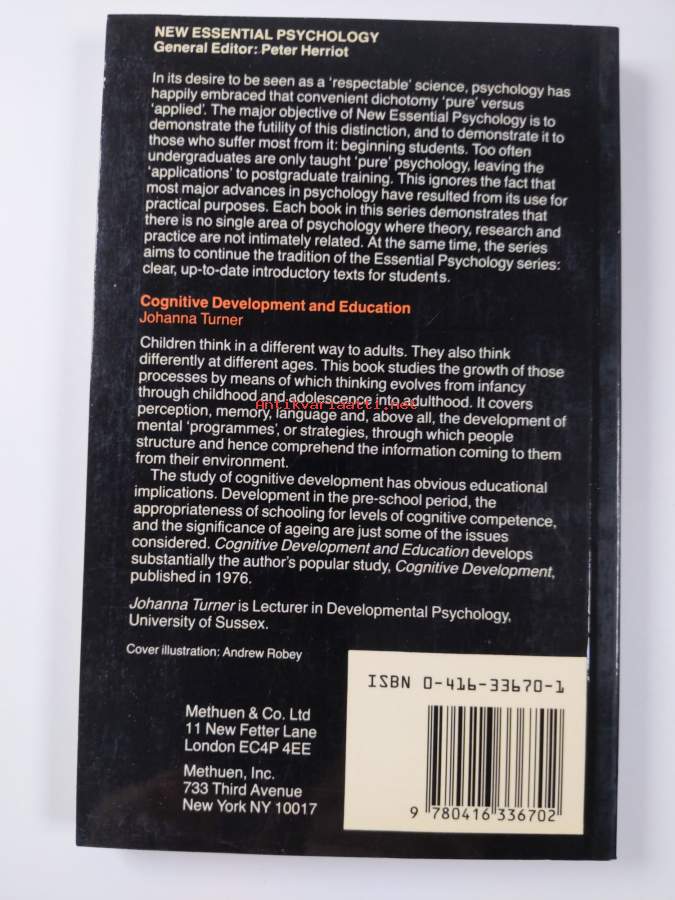 NEW ESSENTIAL PSYCHOLOGY
General Editor: Peter Herriot
In its desire to be seen as a ‘respectable’ science, psychology has
happily embraced that convenient dichotomy ‘pure’ versus
‘applied’. The major objective of New Essential Psychology is to
demonstrate the futility of this distinction, and to demonstrate it to
those who suffer most from it: beginning students. Too often
undergraduates are only taught ‘pure’ psychology, leaving the
‘applications’ to postgraduate training. This ignores the fact that
most major advances in psychology have resulted from its use for
practical purposes. Each book in this series demonstrates that
there is no single area of psychology where theory, research and
practice are not intimately related. At the same time, the series
aims to continue the tradition of the Essential Psychology series:
clear, up-to-date introductory texts for students.
Cognitive Development and Education
Johanna Turner
Children think in a different way to adults. They also think
differently at different ages. This book studies the growth of those
processes by means of which thinking evolves from infancy
through childhood and adolescence into adulthood. It covers
Antikvariaatti.net
perception, memory, language and, above all, the development of
mental ‘programmes’, or strategies, through which people
structure and hence comprehend the information coming to them
from their environment.
The study of cognitive development has obvious educational
implications. Development in the pre-school period, the
appropriateness of schooling for levels of cognitive competence,
and the significance of ageing are just some of the issues
considered. Cognitive Development and Education develops
substantially the author’s popular study, Cognitive Development,
published in 1976.
Johanna Turner is Lecturer in Developmental Psychology,
University of Sussex.
Cover illustration: Andrew Robey
ISBN 0-416-33670-1
Methuen & Co. Ltd
11 New Fetter Lane
London EC4P 4EE
Methuen, Inc.
733 Third Avenue
New York NY 10017
9 780416 336702